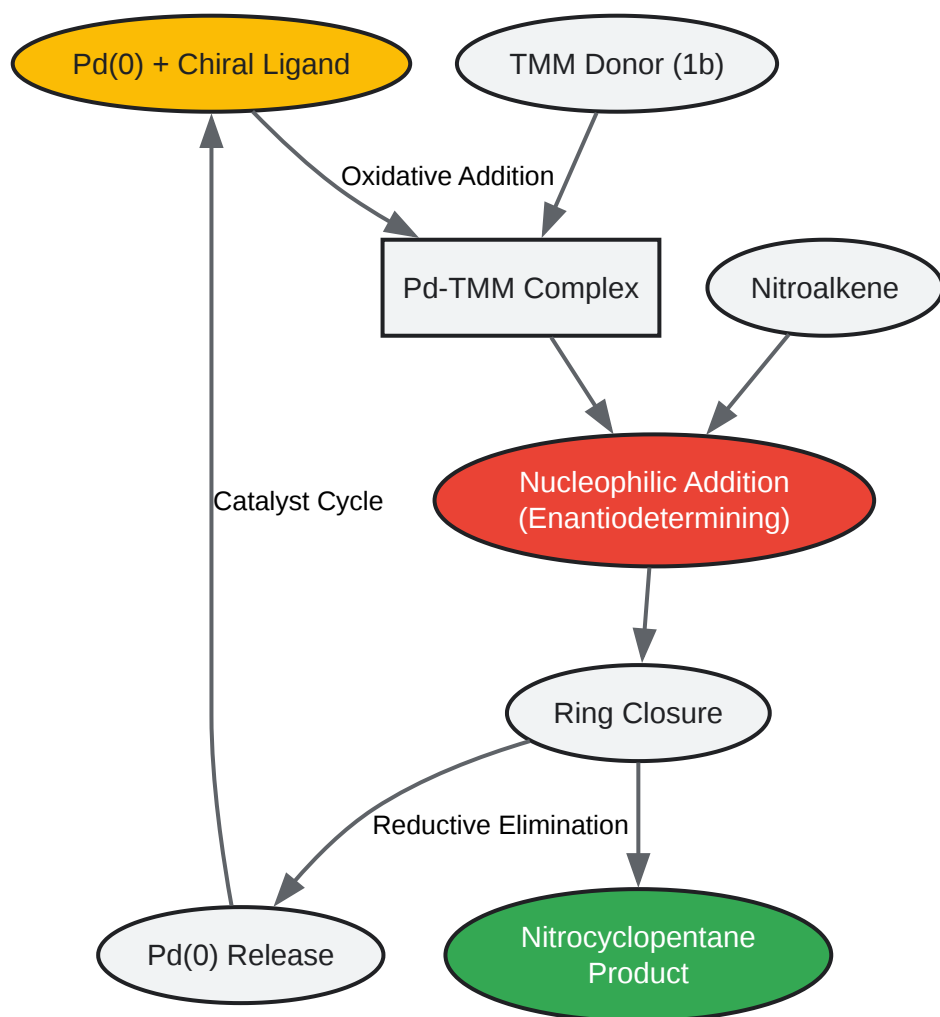 Pd(0) + Chiral Ligand
TMM Donor (1b)
Oxidative Addition
Pd-TMM Complex
Nitroalkene
Nucleophilic Addition
(Enantiodetermining)
Catalyst Cycle
Ring Closure
Reductive Elimination
Pd(0) Release
Nitrocyclopentane
Product